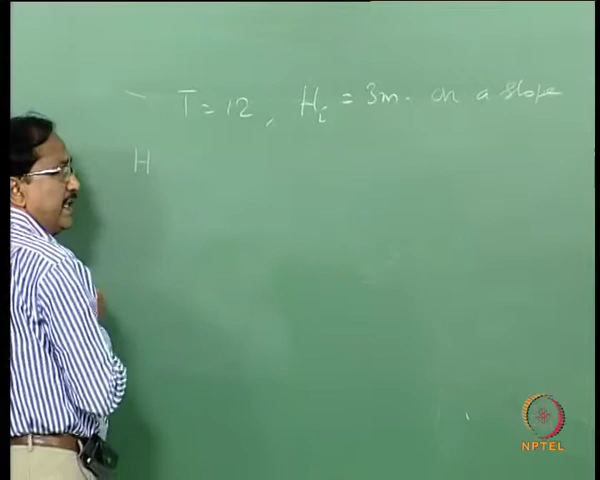 T = 12, Hi = 3m. on a slope
H
NPTEL